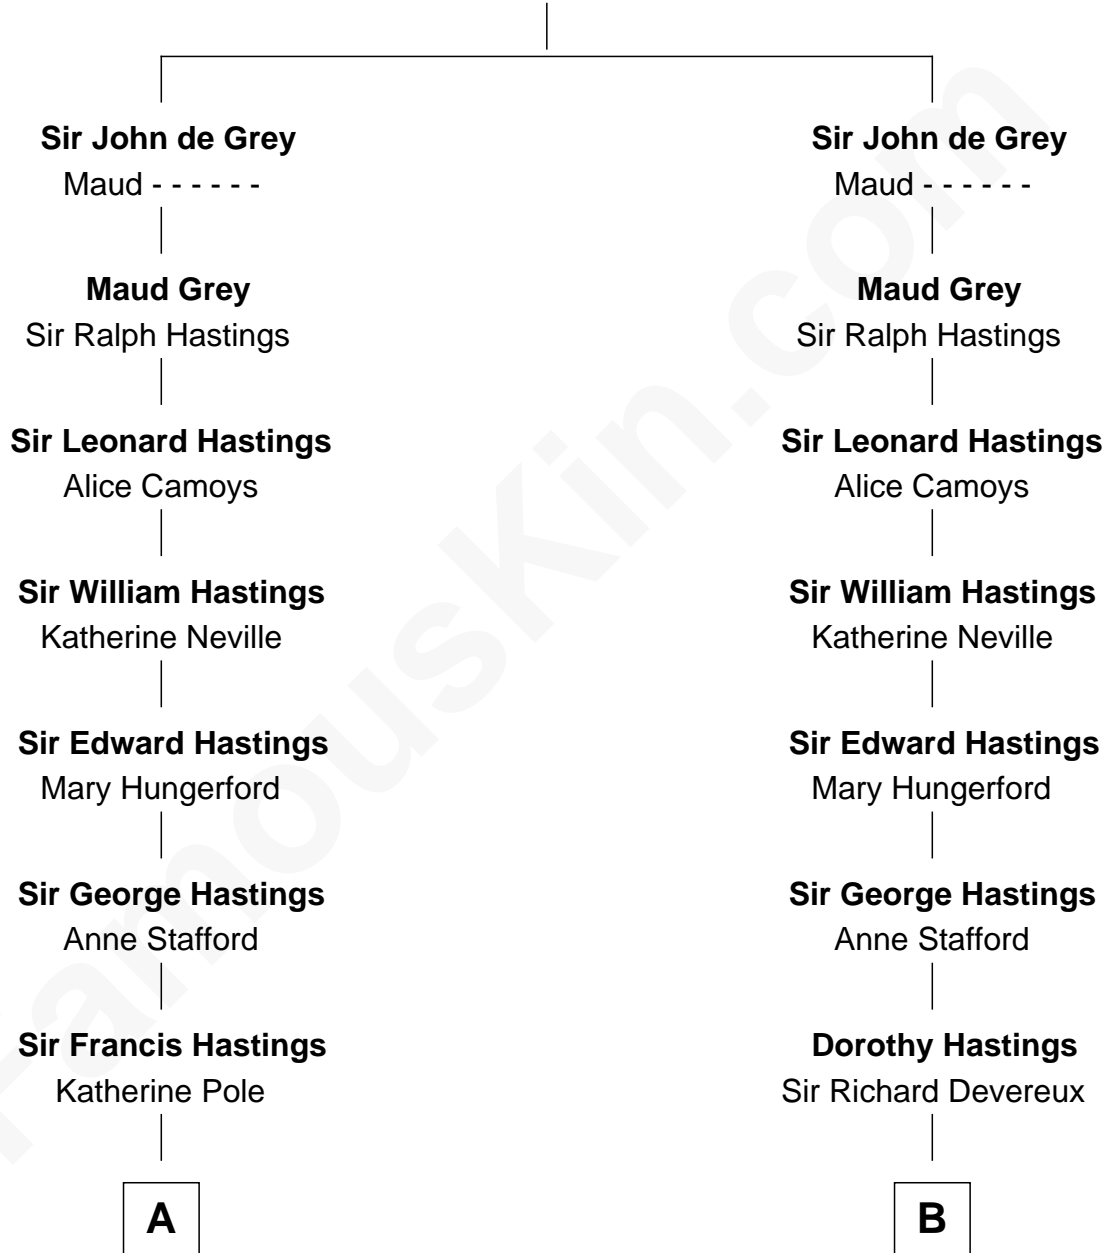 Sir John de Grey
Maud - - - - - -
Maud Grey
Sir Ralph Hastings
Sir Leonard Hastings
Alice Camoys
Sir William Hastings
Katherine Neville
Sir Edward Hastings
Mary Hungerford
Sir George Hastings
Anne Stafford
Sir Francis Hastings
Katherine Pole
A
Sir John de Grey
Maud - - - - - -
Maud Grey
Sir Ralph Hastings
Sir Leonard Hastings
Alice Camoys
Sir William Hastings
Katherine Neville
Sir Edward Hastings
Mary Hungerford
Sir George Hastings
Anne Stafford
Dorothy Hastings
Sir Richard Devereux
B
FamousKin.com